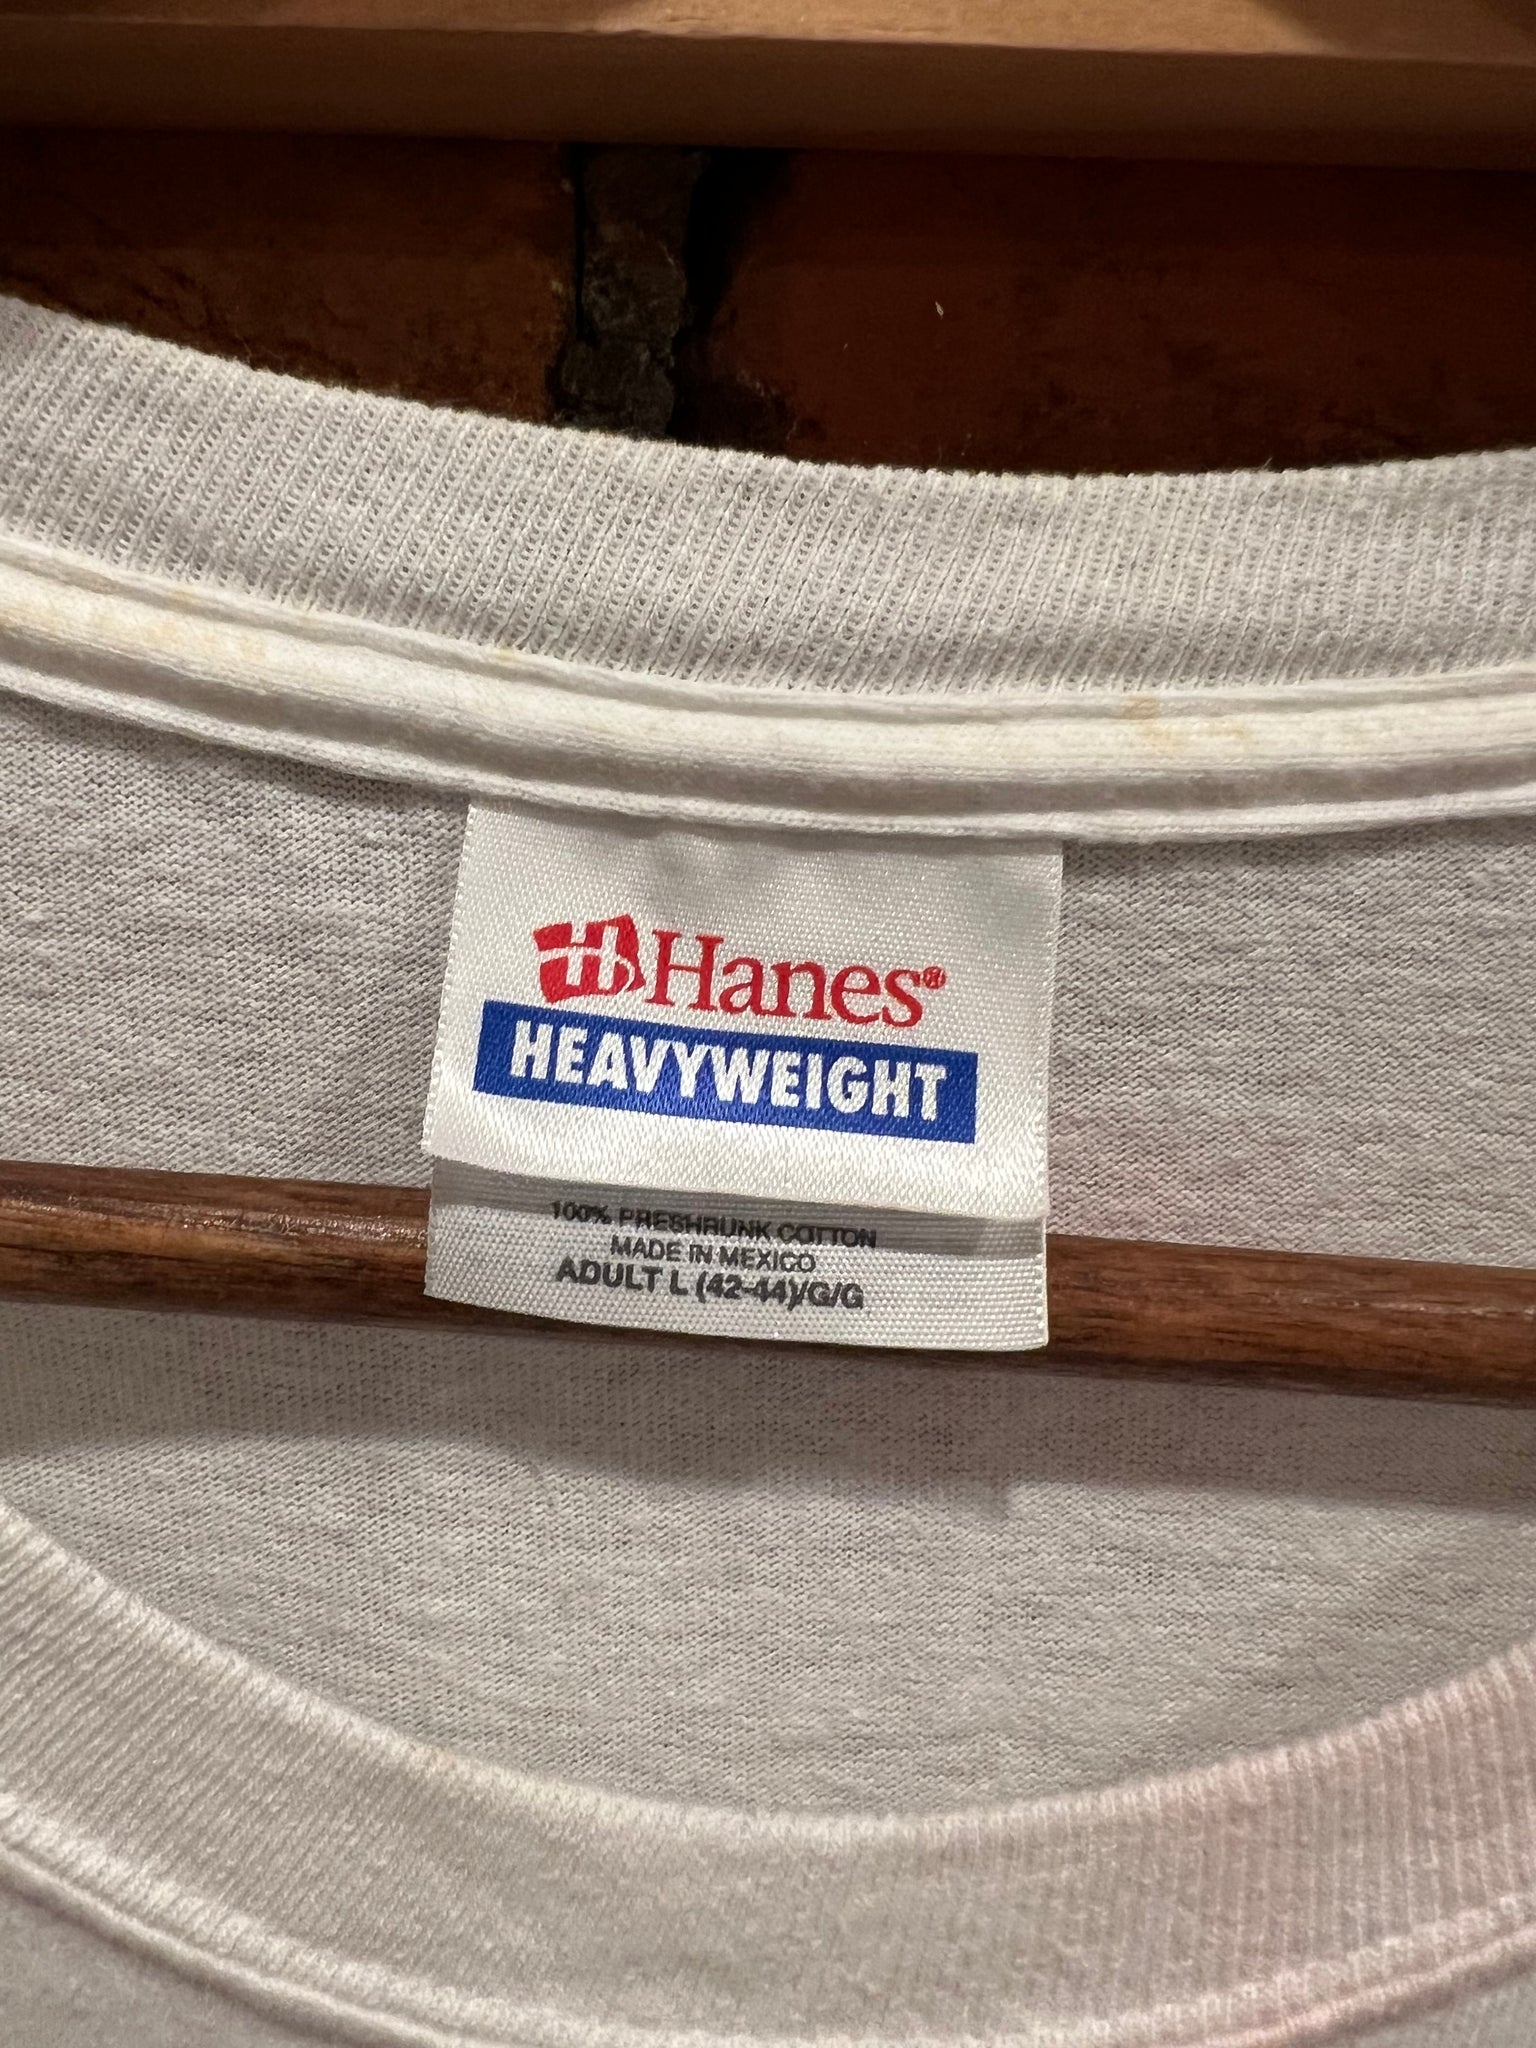 Hanes®
HEAVYWEIGHT
100% PRESHRUNK COTTON
MADE IN MEXICO
ADULT L (42-44)/G/G